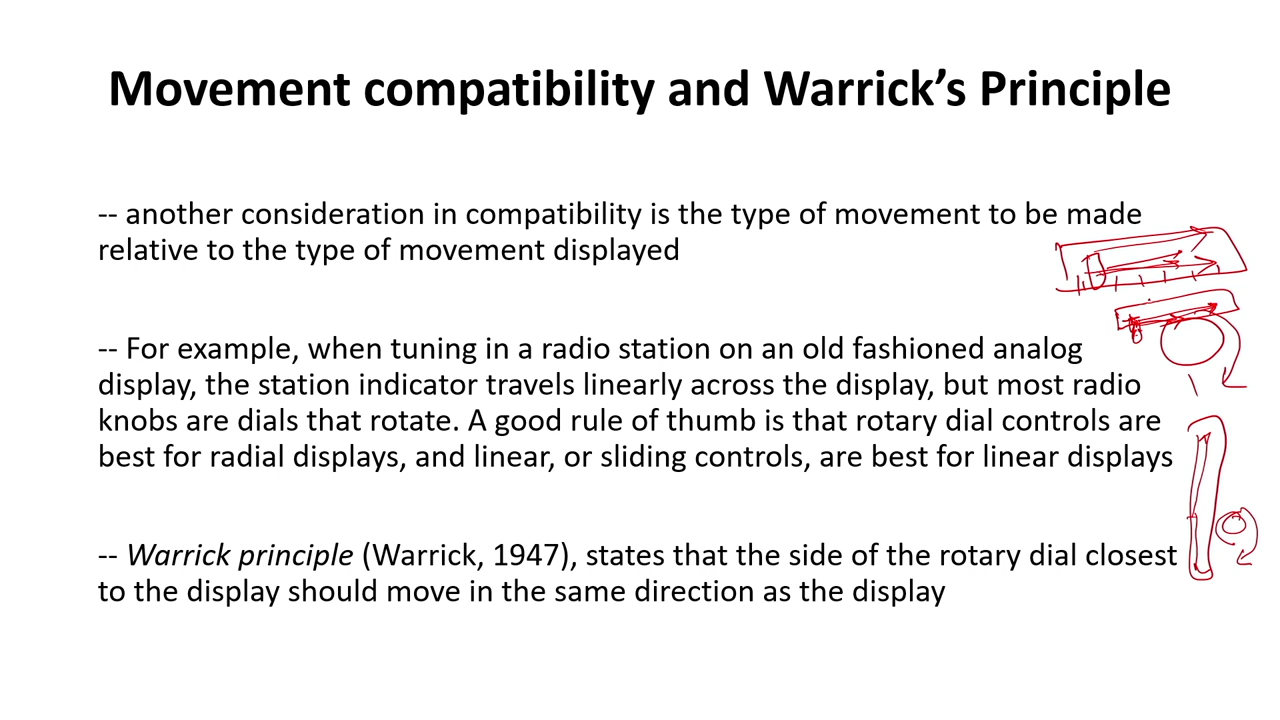 Movement compatibility and Warrick’s Principle
-- another consideration in compatibility is the type of movement to be made
relative to the type of movement displayed
-- For example, when tuning in a radio station on an old fashioned analog
display, the station indicator travels linearly across the display, but most radio
knobs are dials that rotate. A good rule of thumb is that rotary dial controls are
best for radial displays, and linear, or sliding controls, are best for linear displays
-- Warrick principle (Warrick, 1947), states that the side of the rotary dial closest
to the display should move in the same direction as the display